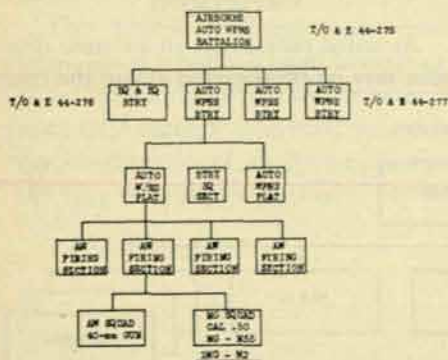 AIRBORNE
AUTO WPNS
BATTALION
T/O & E 44-275
T/O & E 44-276
HQ & HQ
BTRY
AUTO
WPNS
BTRY
AUTO
WPNS
BTRY
AUTO
WPNS
BTRY
T/O & E 44-277
AUTO
WPNS
PLAT
BTRY
HQ
SECT
AUTO
WPNS
PLAT
AW
FIRING
SECTION
AW
FIRING
SECTION
AW
FIRING
SECTION
AW
FIRING
SECTION
AW SQUAD
40-mm GUN
MG SQUAD
CAL .50
MG - M55